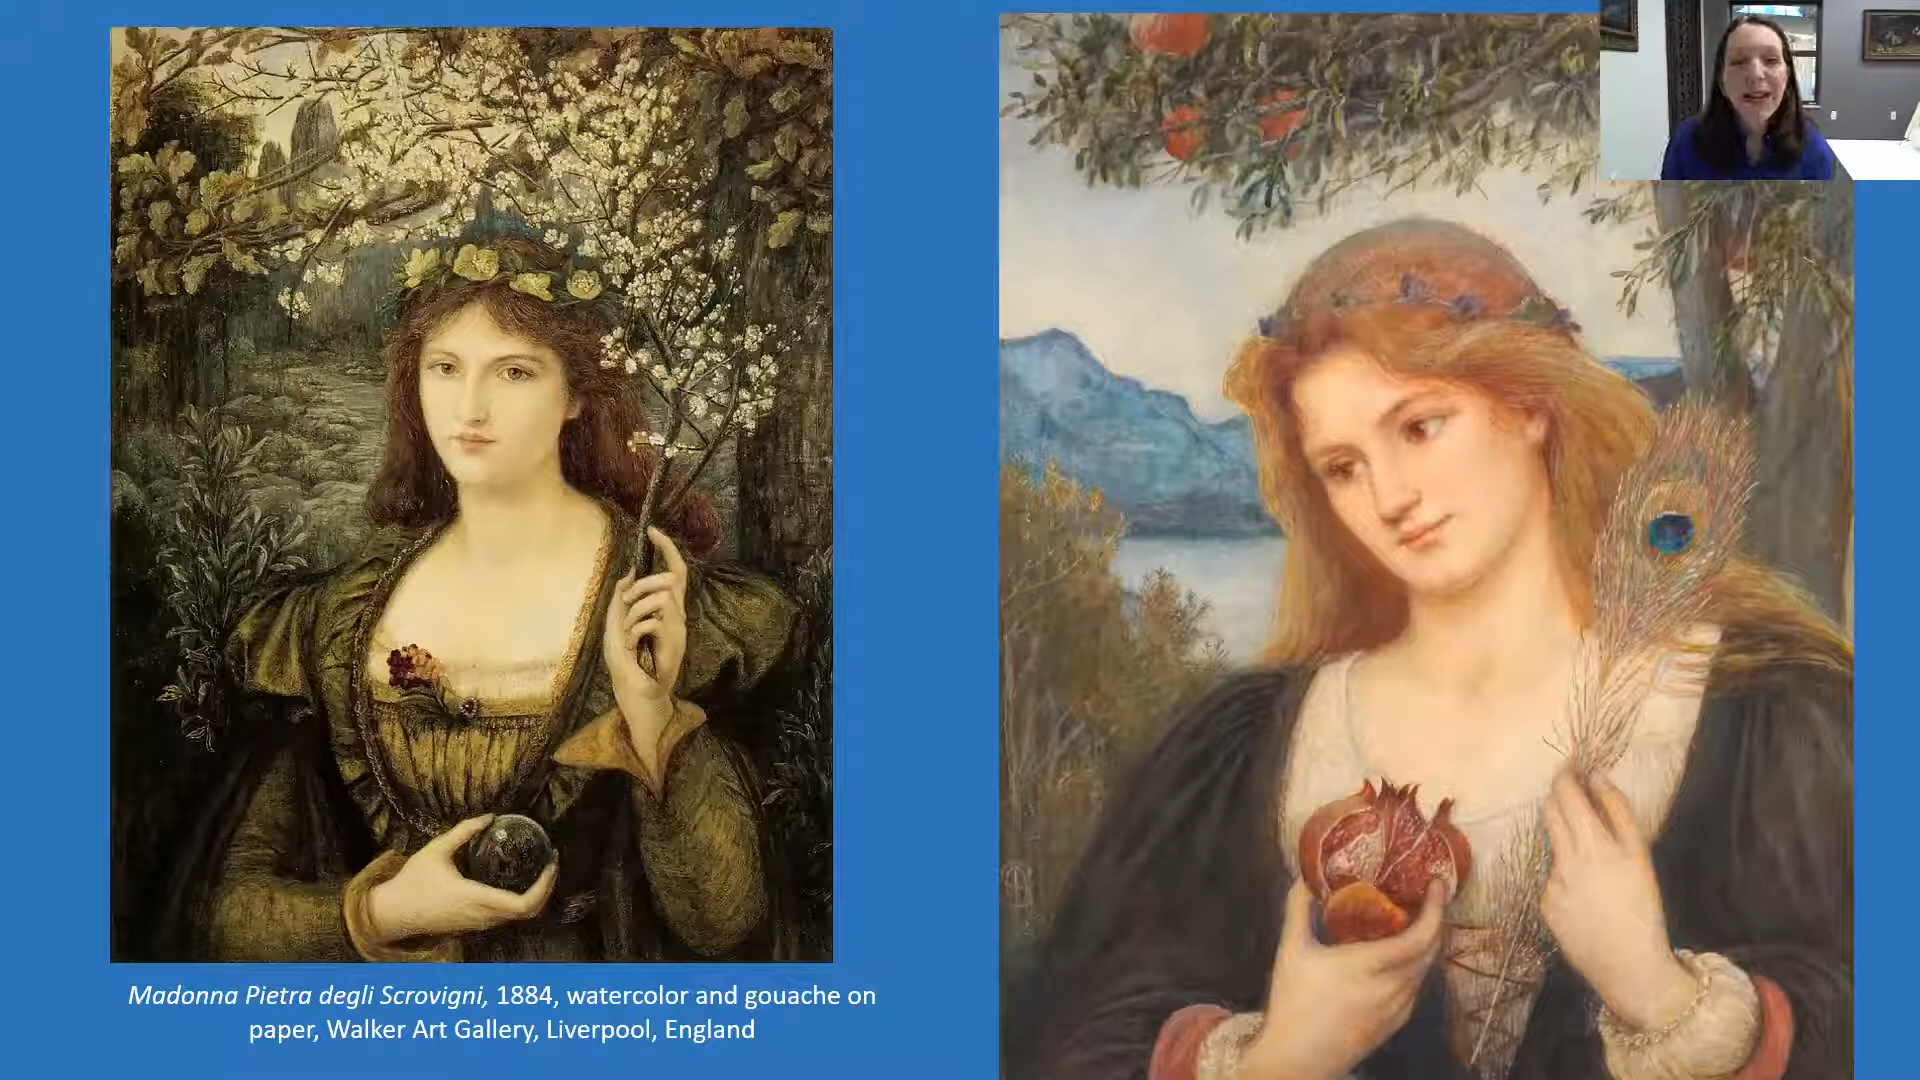 Madonna Pietra degli Scrovigni, 1884, watercolor and gouache on
paper, Walker Art Gallery, Liverpool, England